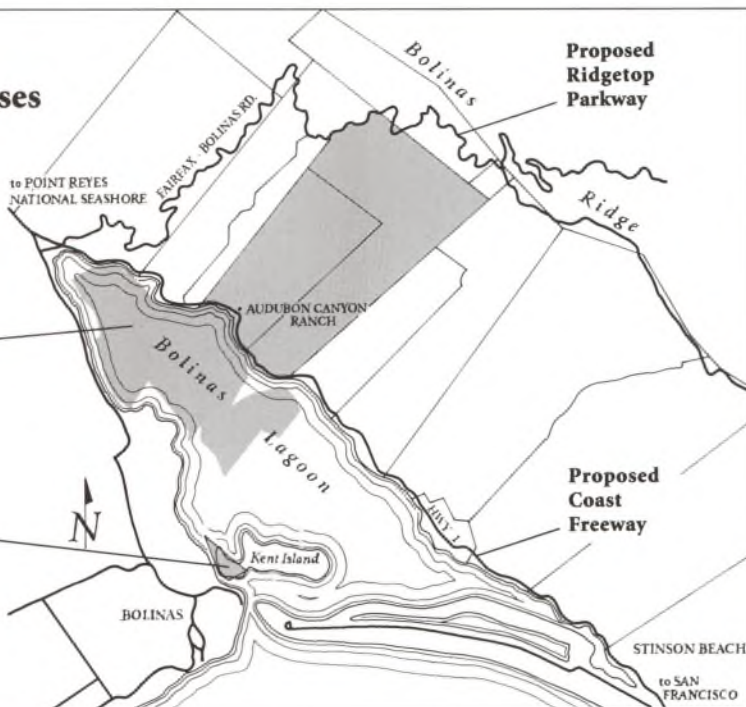 ses
Bolinas
Proposed
Ridgetop
Parkway
FAIRFAX - BOLINAS RD.
to POINT REYES
NATIONAL SEASHORE
Ridge
AUDUBON CANYON
RANCH
Bolinas
Lagoon
Proposed
Coast
Freeway
HWY. 1
N
Kent Island
BOLINAS
STINSON BEACH
to SAN
FRANCISCO